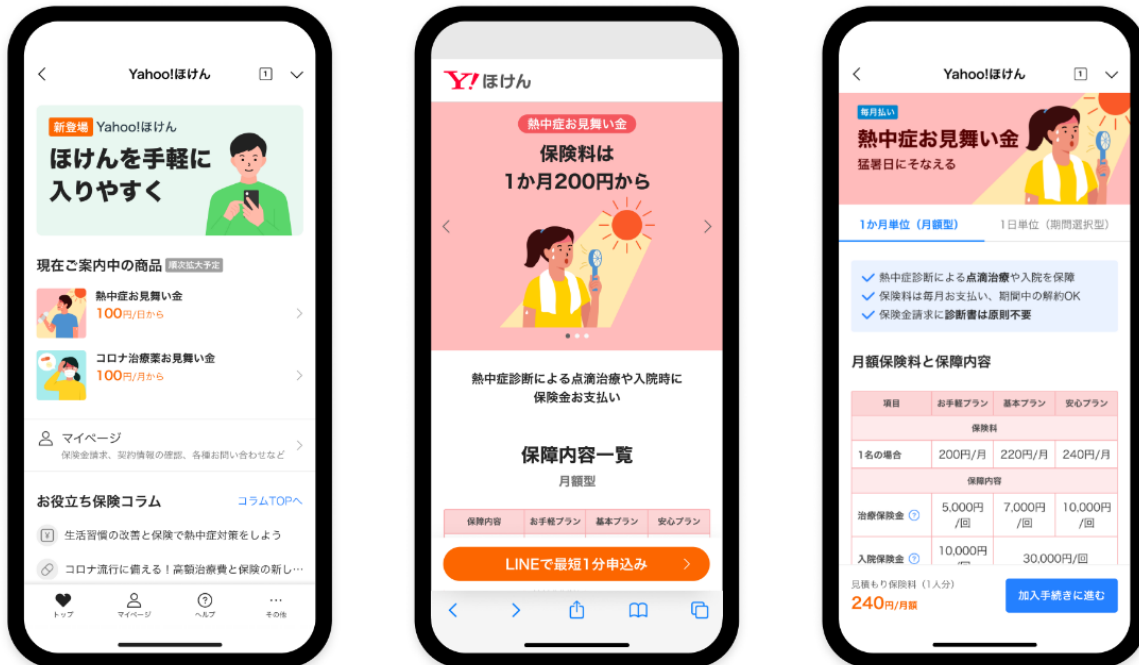 Yahoo!ほけん
1
新登場 Yahoo!ほけん
ほけんを手軽に
入りやすく
現在ご案内中の商品 順次拡大予定
熱中症お見舞い金
100円/日から
コロナ治療薬お見舞い金
100円/月から
マイページ
保険金請求、契約情報の確認、各種お問い合わせなど
お役立ち保険コラム コラムTOPへ
生活習慣の改善と保険で熱中症対策をしよう
コロナ流行に備える！高額治療費と保険の新し…
トップ マイページ ヘルプ その他
Y!ほけん
熱中症お見舞い金
保険料は
1か月200円から
熱中症診断による点滴治療や入院時に
保険金お支払い
保障内容一覧
月額型
保障内容 お手軽プラン 基本プラン 安心プラン
LINEで最短1分申込み
Yahoo!ほけん
1
毎月払い
熱中症お見舞い金
猛暑日にそなえる
1か月単位（月額型） 1日単位（期間選択型）
熱中症診断による点滴治療や入院を保障
保険料は毎月お支払い、期間中の解約OK
保険金請求に診断書は原則不要
月額保険料と保障内容
項目 お手軽プラン 基本プラン 安心プラン
保険料
1名の場合 200円/月 220円/月 240円/月
保障内容
治療保険金 ? 5,000円/回 7,000円/回 10,000円/回
入院保険金 ? 10,000円/回 30,000円/回
見積もり保険料（1人分）
240円/月額
加入手続きに進む